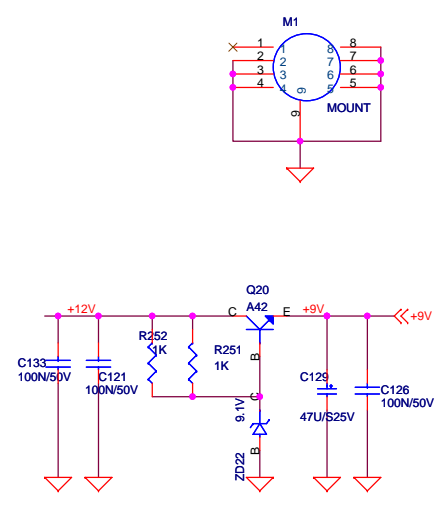 M1
1 1 8 8
2 2 7 7
3 3 6 6
4 4 5 5
9
9
MOUNT
Q20
A42
+12V
C
E
+9V
+9V
B
R252
1K
R251
1K
C133
100N/50V
C121
100N/50V
C129
47U/S25V
C126
100N/50V
9.1V
C
B
ZD22